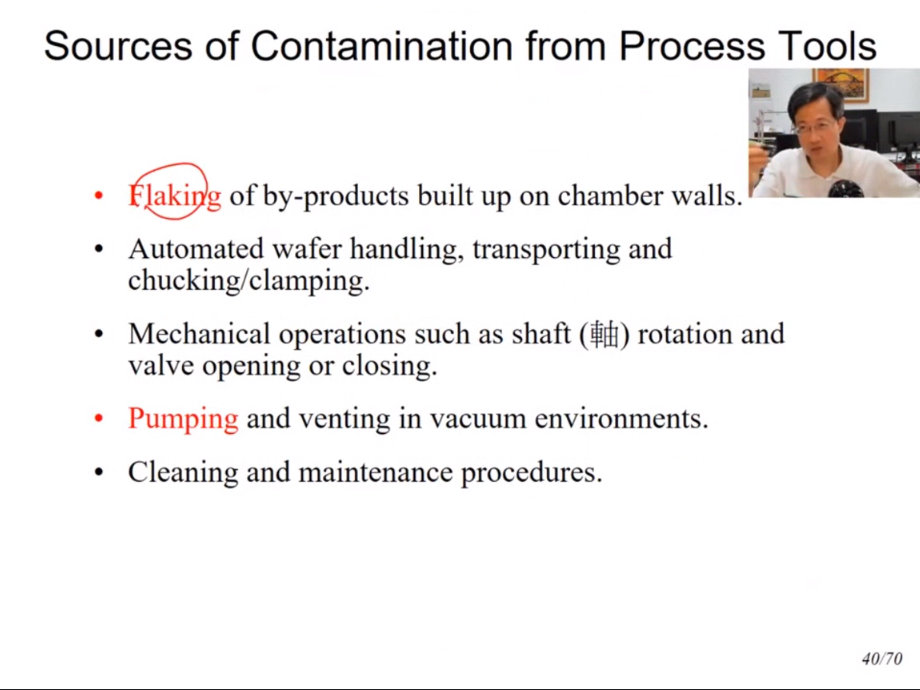 Sources of Contamination from Process Tools
• Flaking of by-products built up on chamber walls.
• Automated wafer handling, transporting and
chucking/clamping.
• Mechanical operations such as shaft (軸) rotation and
valve opening or closing.
• Pumping and venting in vacuum environments.
• Cleaning and maintenance procedures.
40/70